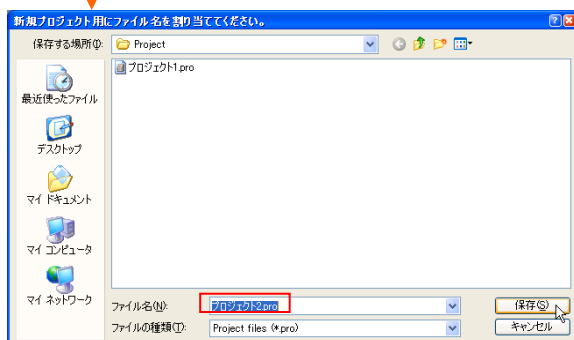 新規プロジェクト用にファイル名を割り当ててください。
保存する場所(I):
Project
プロジェクト1.pro
最近使ったファイル
デスクトップ
マイ ドキュメント
マイ コンピュータ
マイ ネットワーク
ファイル名(N):
プロジェクト2.pro
保存(S)
ファイルの種類(T):
Project files (*.pro)
キャンセル